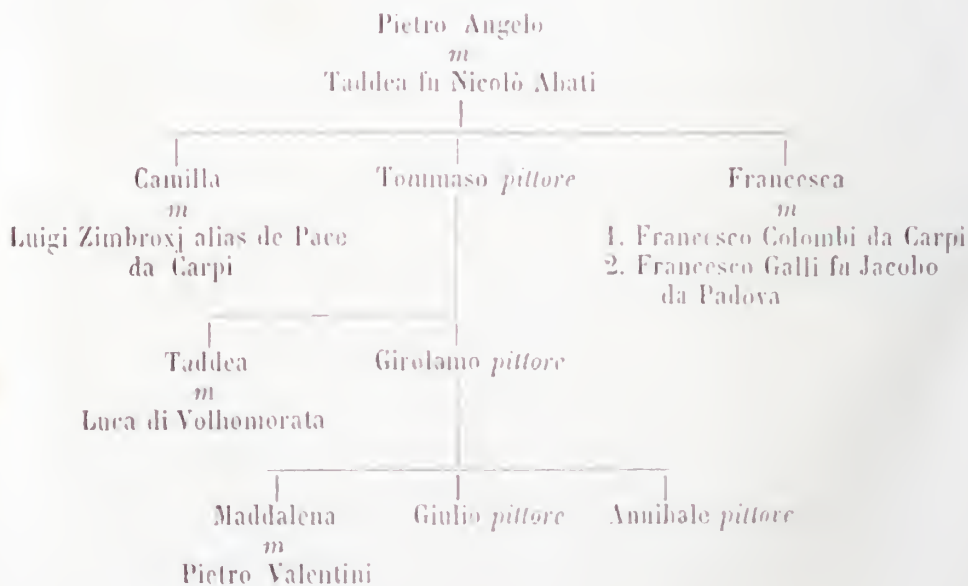 Pietro Angelo
m
Taddea fu Nicolò Abati
Camilla
m
Luigi Zimbroxj alias de Pace
da Carpi
Tommaso pittore
Francesca
m
1. Francesco Colombi da Carpi
2. Francesco Galli fu Jacobo
da Padova
Taddea
m
Luca di Volhomorata
Girolamo pittore
Maddalena
m
Pietro Valentini
Giulio pittore
Annibale pittore